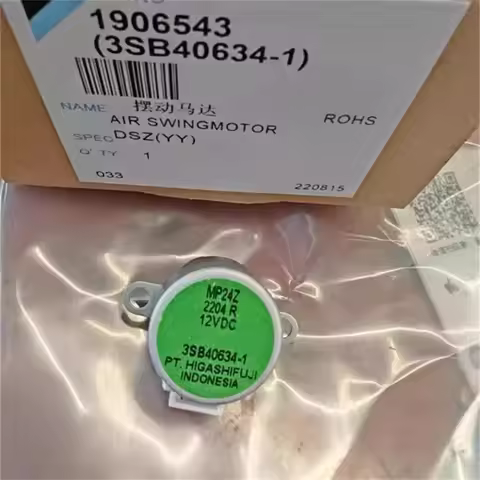 1906543
(3SB40634-1)
NAME 摆动马达
AIR SWINGMOTOR
ROHS
SPEC DSZ(YY)
Q'TY 1
033
220815
MP24Z
2204 R
12VDC
3SB40634-1
PT. HIGASHIFUJI
INDONESIA